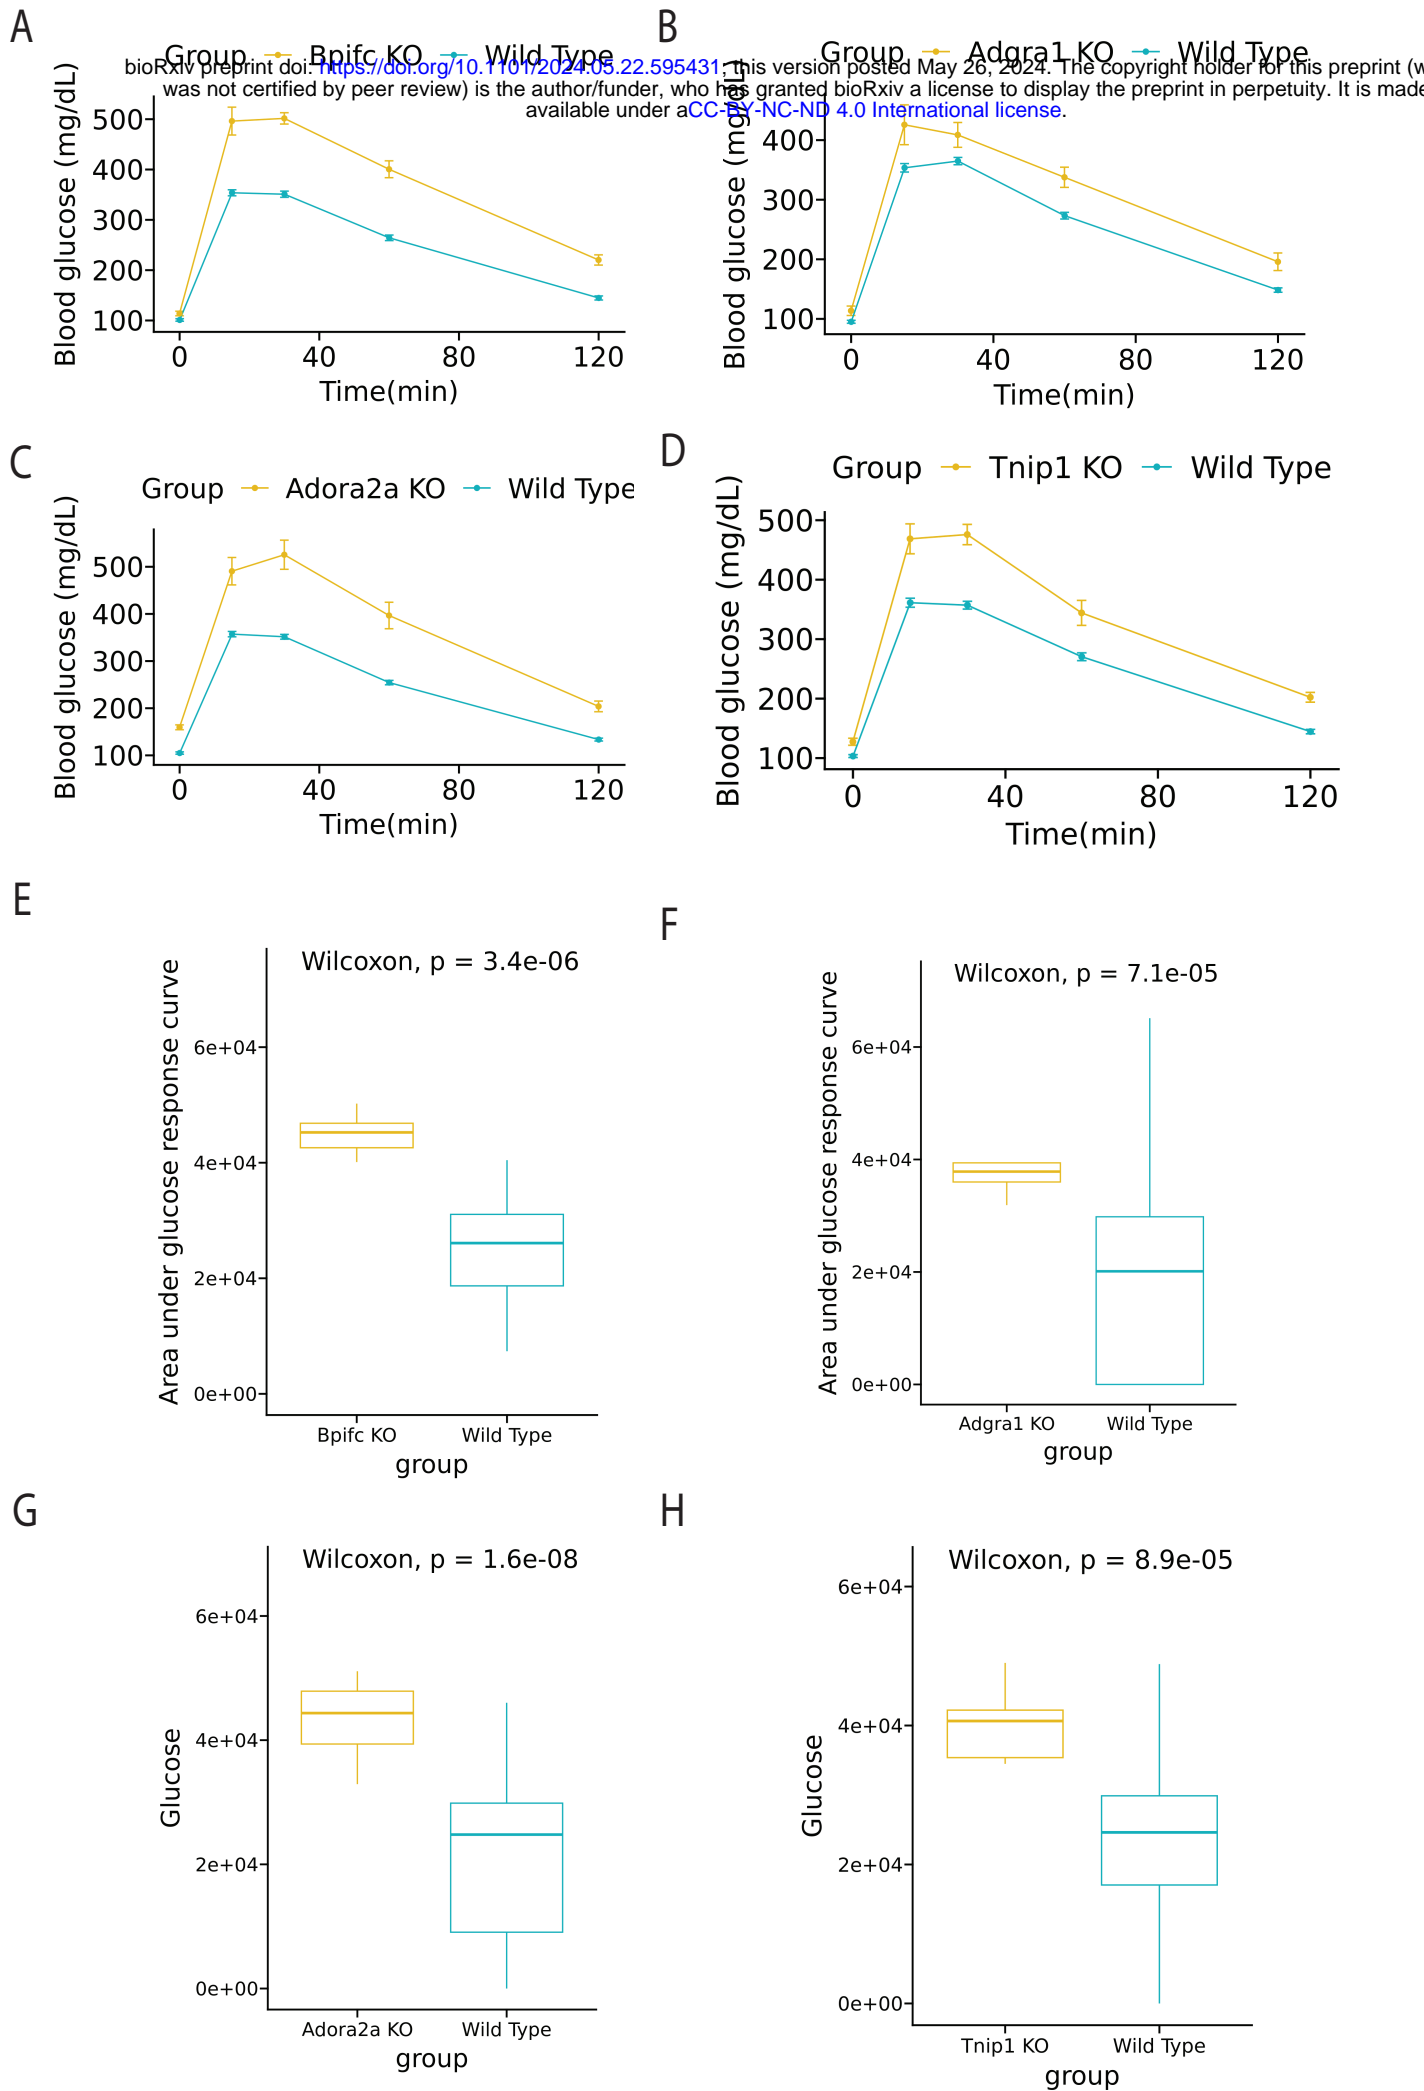 A
B
Group Bpifc KO Wild Type
Group Adgra1 KO Wild Type
bioRxiv preprint doi: https://doi.org/10.1101/2024.05.22.595431; this version posted May 26, 2024. The copyright holder for this preprint (w
was not certified by peer review) is the author/funder, who has granted bioRxiv a license to display the preprint in perpetuity. It is made
available under aCC-BY-NC-ND 4.0 International license.
Blood glucose (mg/dL)
500
400
300
200
100
0 40 80 120
Time(min)
Blood glucose (mg/dL)
400
300
200
100
0 40 80 120
Time(min)
C
Group Adora2a KO Wild Type
Blood glucose (mg/dL)
500
400
300
200
100
0 40 80 120
Time(min)
D
Group Tnip1 KO Wild Type
Blood glucose (mg/dL)
500
400
300
200
100
0 40 80 120
Time(min)
E
Wilcoxon, p = 3.4e-06
Area under glucose response curve
6e+04
4e+04
2e+04
0e+00
Bpifc KO Wild Type
group
F
Wilcoxon, p = 7.1e-05
Area under glucose response curve
6e+04
4e+04
2e+04
0e+00
Adgra1 KO Wild Type
group
G
Wilcoxon, p = 1.6e-08
Glucose
6e+04
4e+04
2e+04
0e+00
Adora2a KO Wild Type
group
H
Wilcoxon, p = 8.9e-05
Glucose
6e+04
4e+04
2e+04
0e+00
Tnip1 KO Wild Type
group